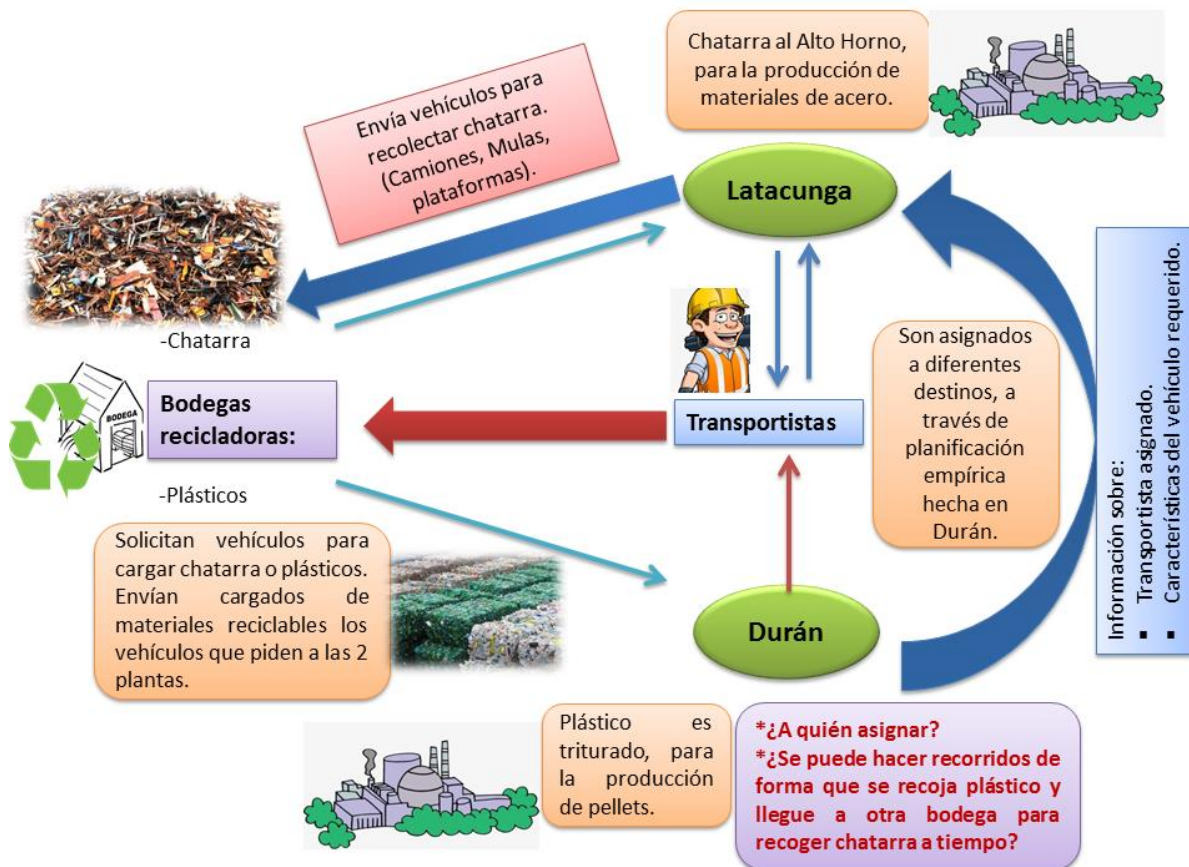 Chatarra al Alto Horno,
para la producción de
materiales de acero.
Envía vehículos para
recolectar chatarra.
(Camiones, Mulas,
plataformas).
Latacunga
-Chatarra
BODEGA
Bodegas
recicladoras:
-Plásticos
Transportistas
Son asignados
a diferentes
destinos, a
través de
planificación
empírica
hecha en
Durán.
Información sobre:
▪ Transportista asignado.
▪ Características del vehículo requerido.
Solicitan vehículos para
cargar chatarra o plásticos.
Envían cargados de
materiales reciclables los
vehículos que piden a las 2
plantas.
Durán
Plástico es
triturado, para
la producción
de pellets.
*¿A quién asignar?
*¿Se puede hacer recorridos de
forma que se recoja plástico y
llegue a otra bodega para
recoger chatarra a tiempo?